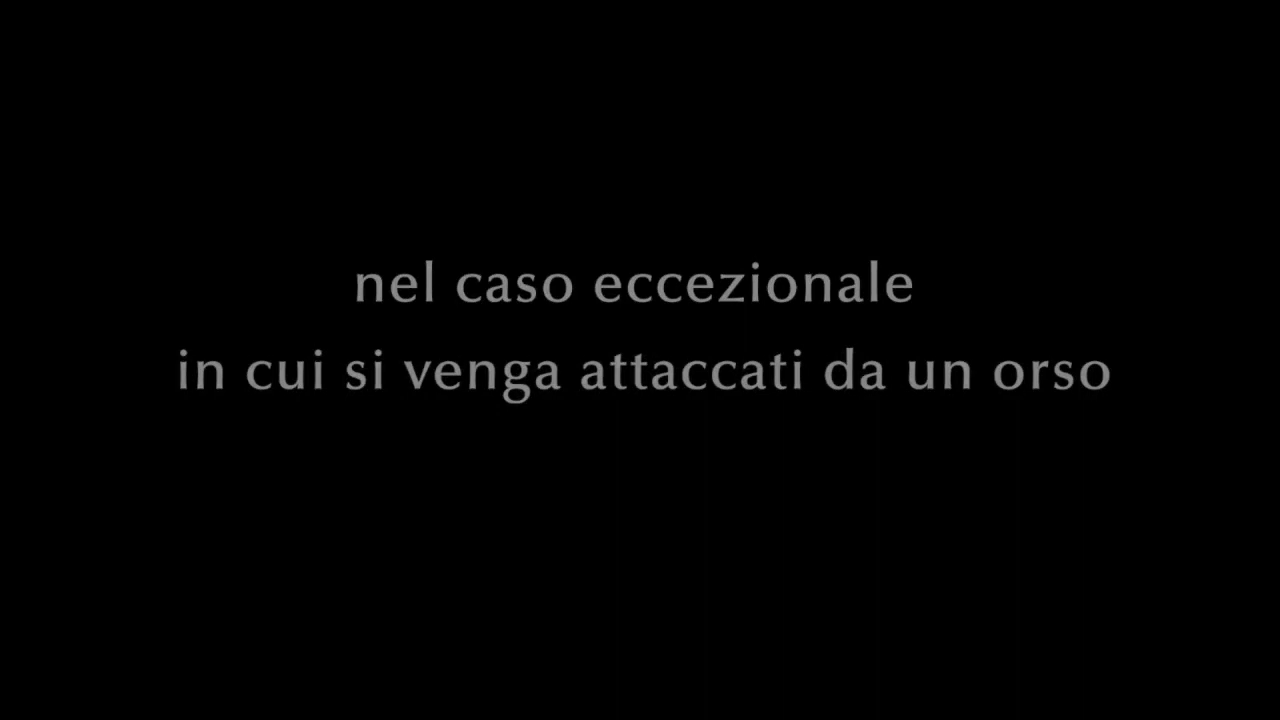 nel caso eccezionale
in cui si venga attaccati da un orso